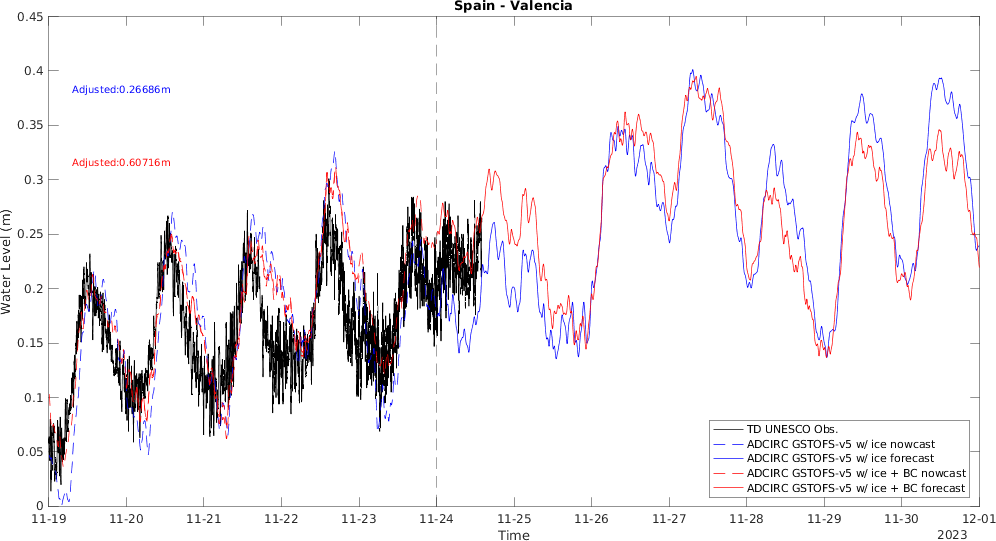 Spain - Valencia
0.45
0.4
0.35
0.3
0.25
0.2
0.15
0.1
0.05
0
Water Level (m)
Adjusted:0.26686m
Adjusted:0.60716m
TD UNESCO Obs.
ADCIRC GSTOFS-v5 w/ ice nowcast
ADCIRC GSTOFS-v5 w/ ice forecast
ADCIRC GSTOFS-v5 w/ ice + BC nowcast
ADCIRC GSTOFS-v5 w/ ice + BC forecast
11-19 11-20 11-21 11-22 11-23 11-24 11-25 11-26 11-27 11-28 11-29 11-30 12-01
Time
2023